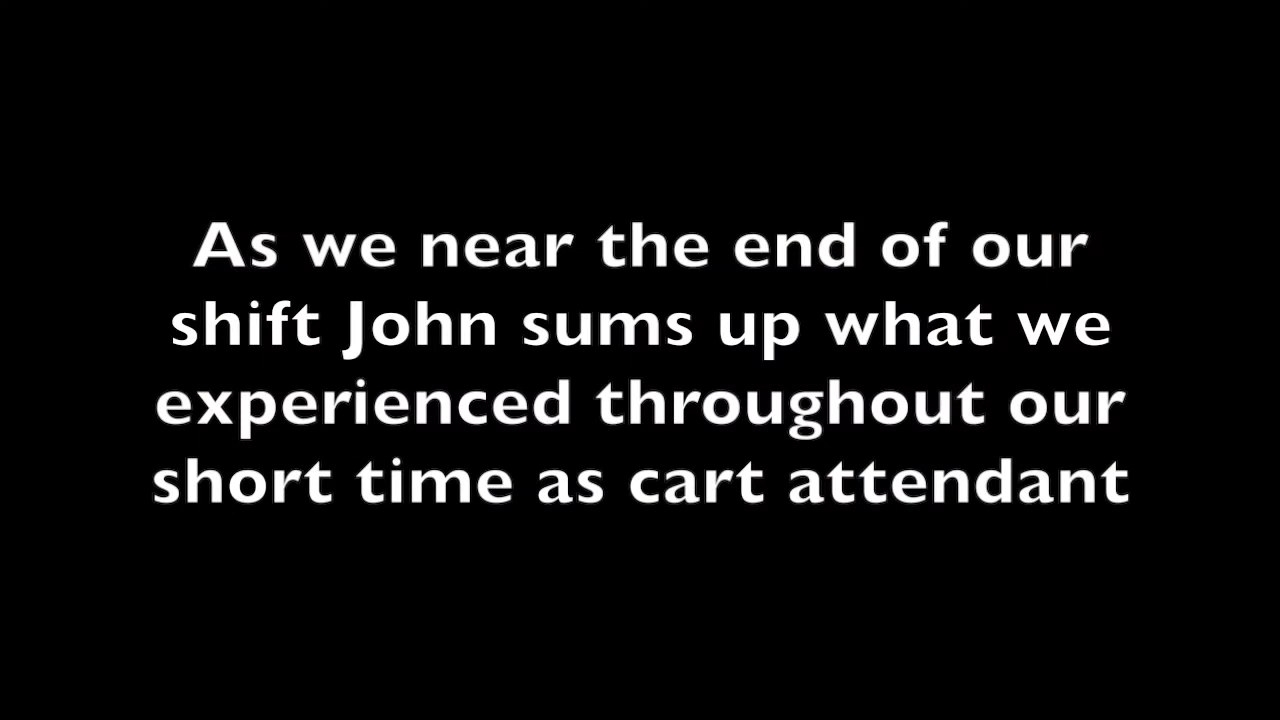 As we near the end of our
shift John sums up what we
experienced throughout our
short time as cart attendant